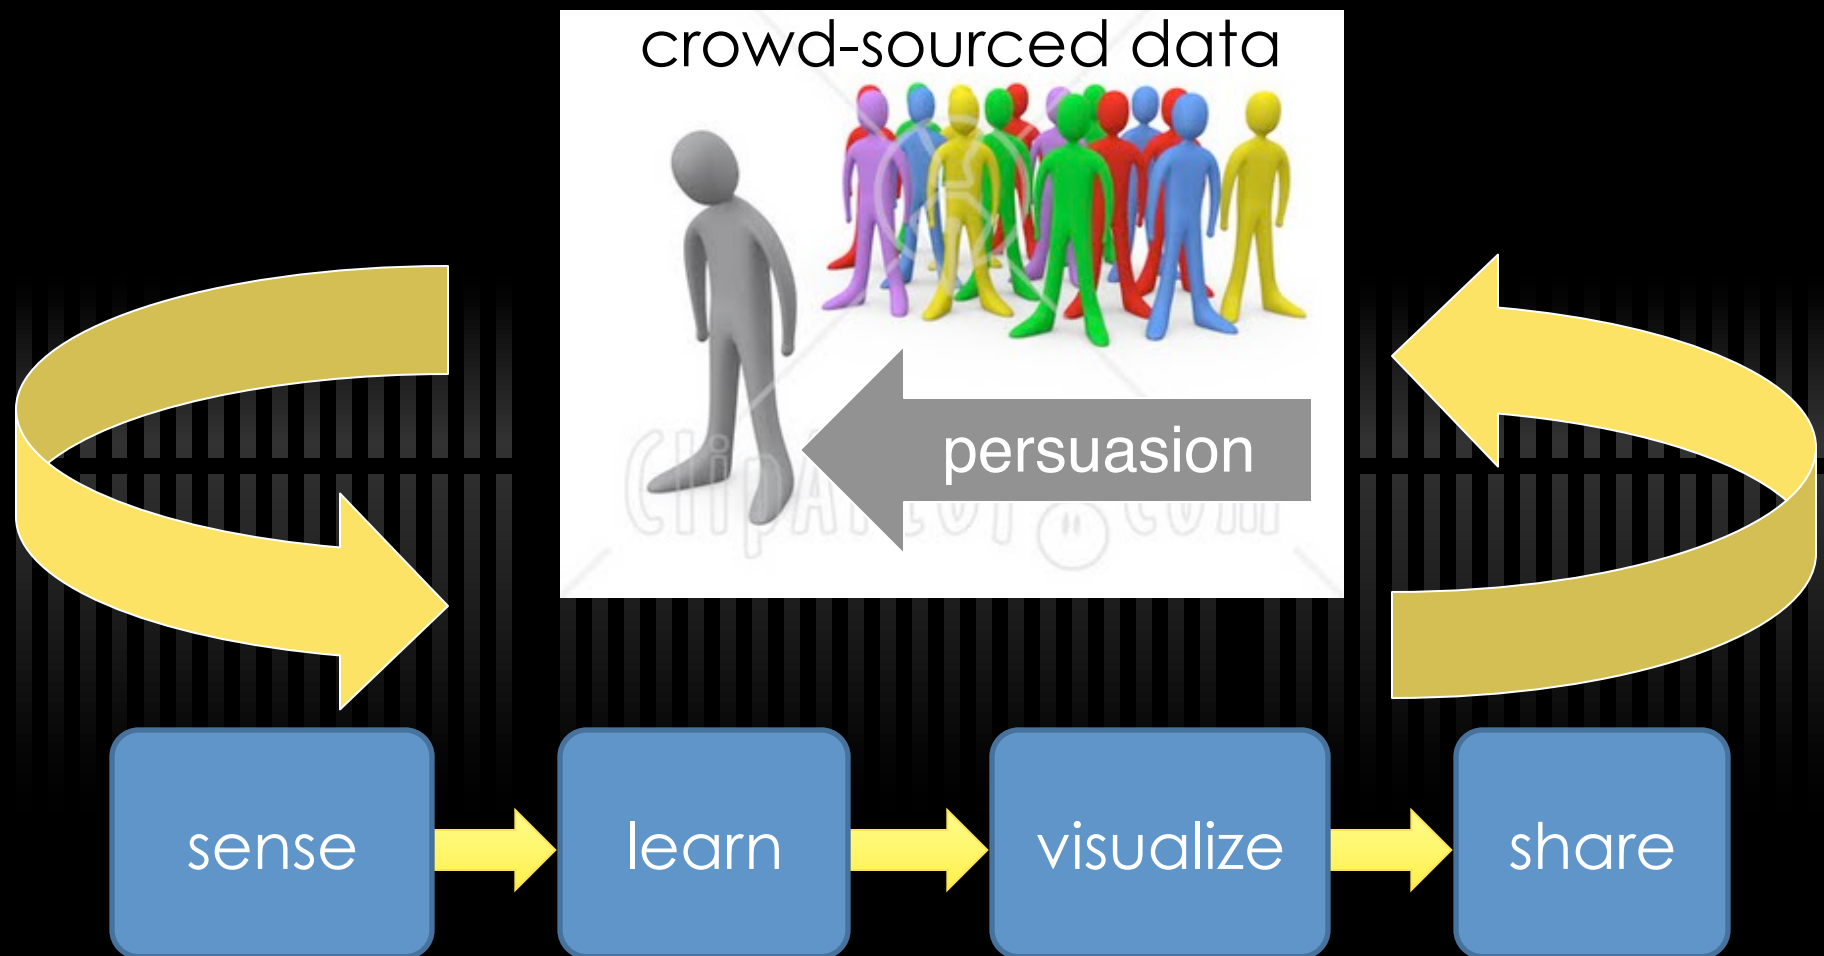 crowd-sourced data
persuasion
sense
learn
visualize
share